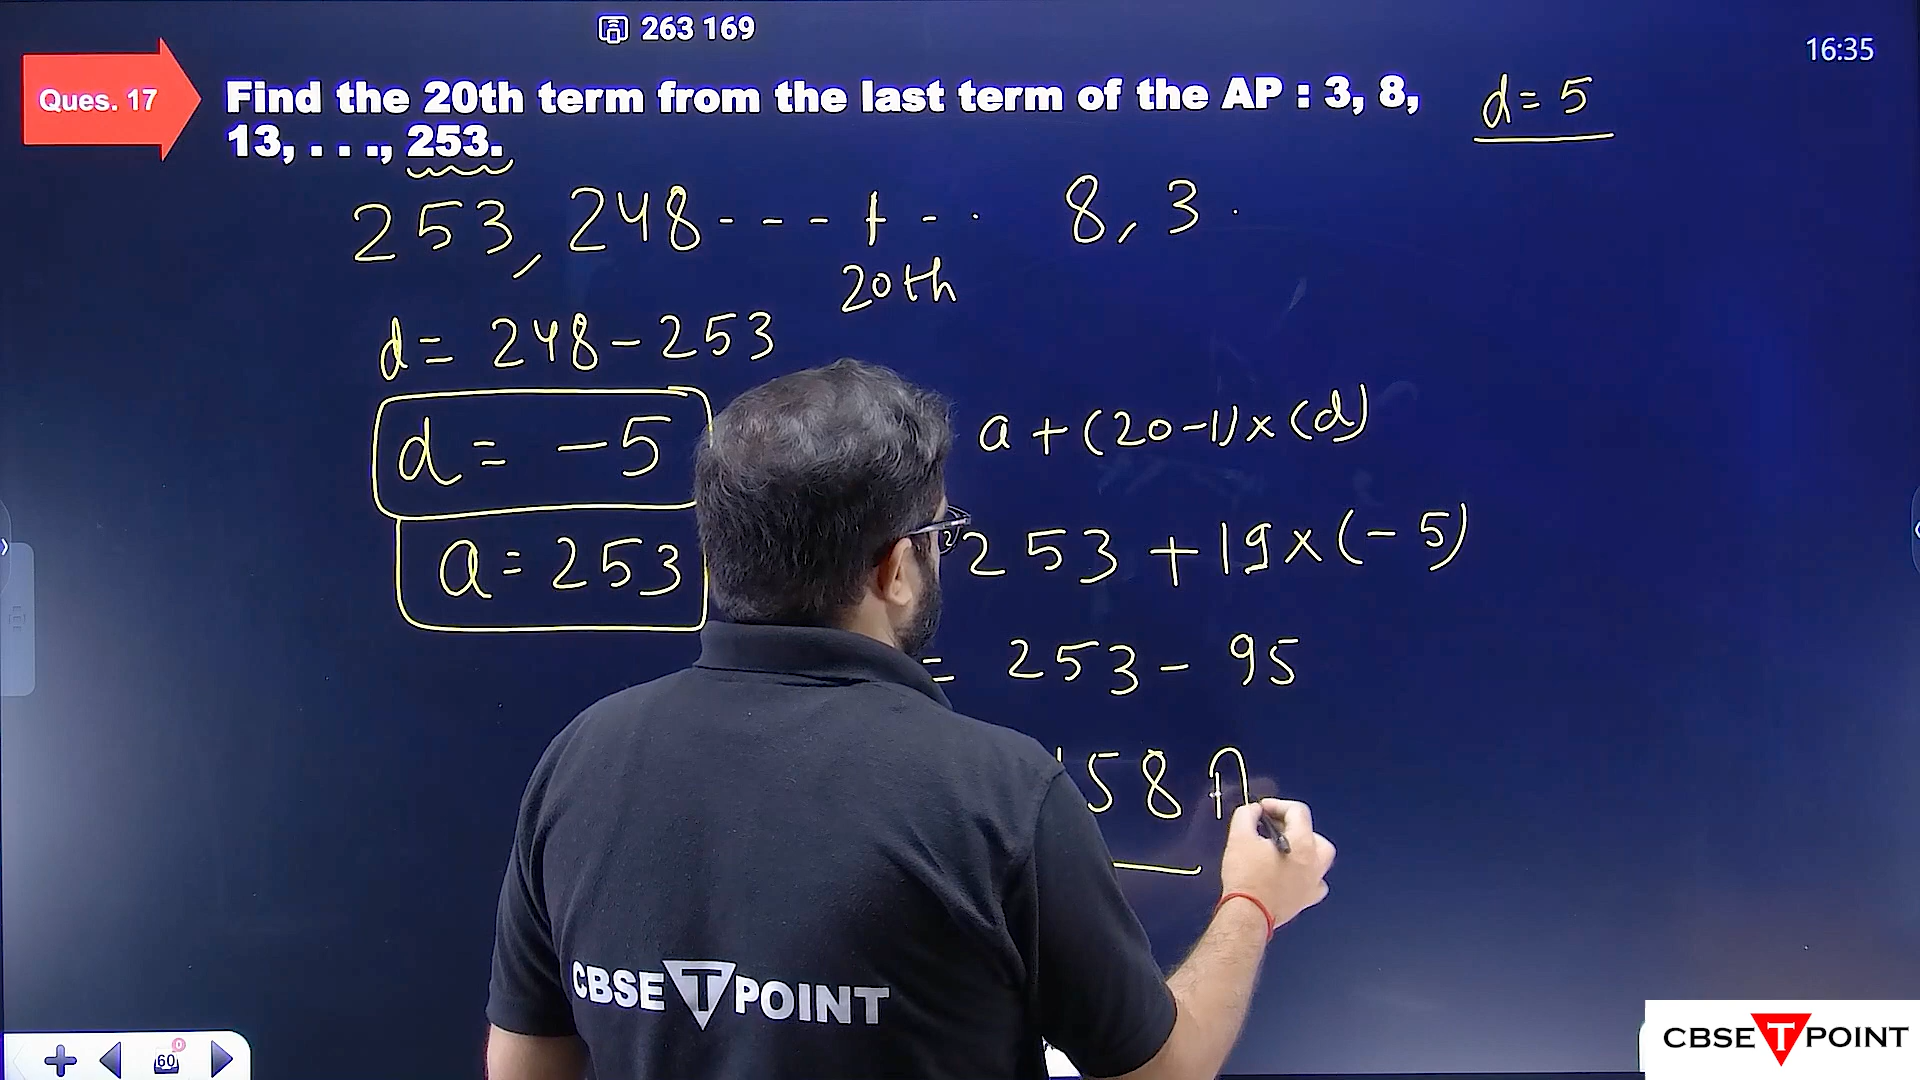 263 169
16:35
Ques. 17
Find the 20th term from the last term of the AP : 3, 8,
13, . . ., 253.
d = 5
253, 248 - - - + - - 8, 3 .
20th
d = 248 - 253
d = -5
a = 253
a + (20-1) x (d)
253 + 19 x (-5)
= 253 - 95
158
CBSE T POINT
60
0
CBSE T POINT